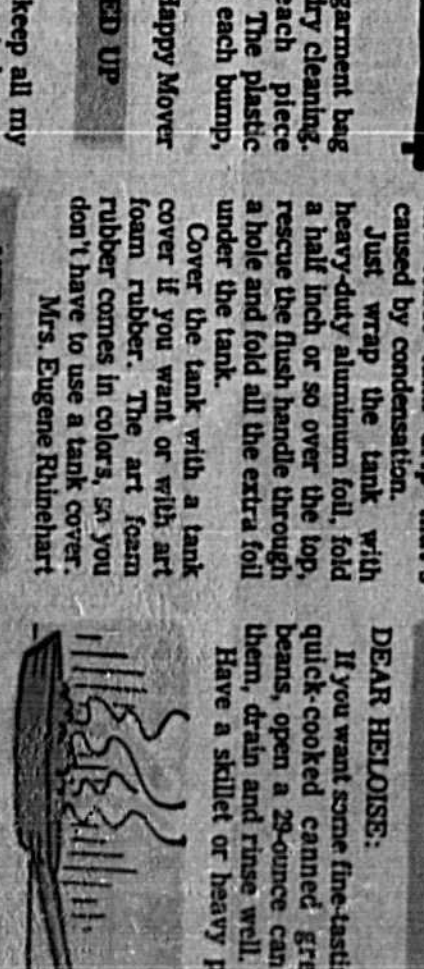 garment bag
dry cleaning.
each piece
The plastic
each bump,
Happy Mover
ED UP
keep all my
caused by condensation.
Just wrap the tank with
heavy-duty aluminum foil, fold
a half inch or so over the top,
rescue the flush handle through
a hole and fold all the extra foil
under the tank.
Cover the tank with a tank
cover if you want or with art
foam rubber. The art foam
rubber comes in colors, so you
don't have to use a tank cover.
Mrs. Eugene Rhinehart
DEAR HELOISE:
If you want some fine-tasti
quick-cooked canned gre
beans, open a 29-ounce can
them, drain and rinse well.
Have a skillet or heavy p